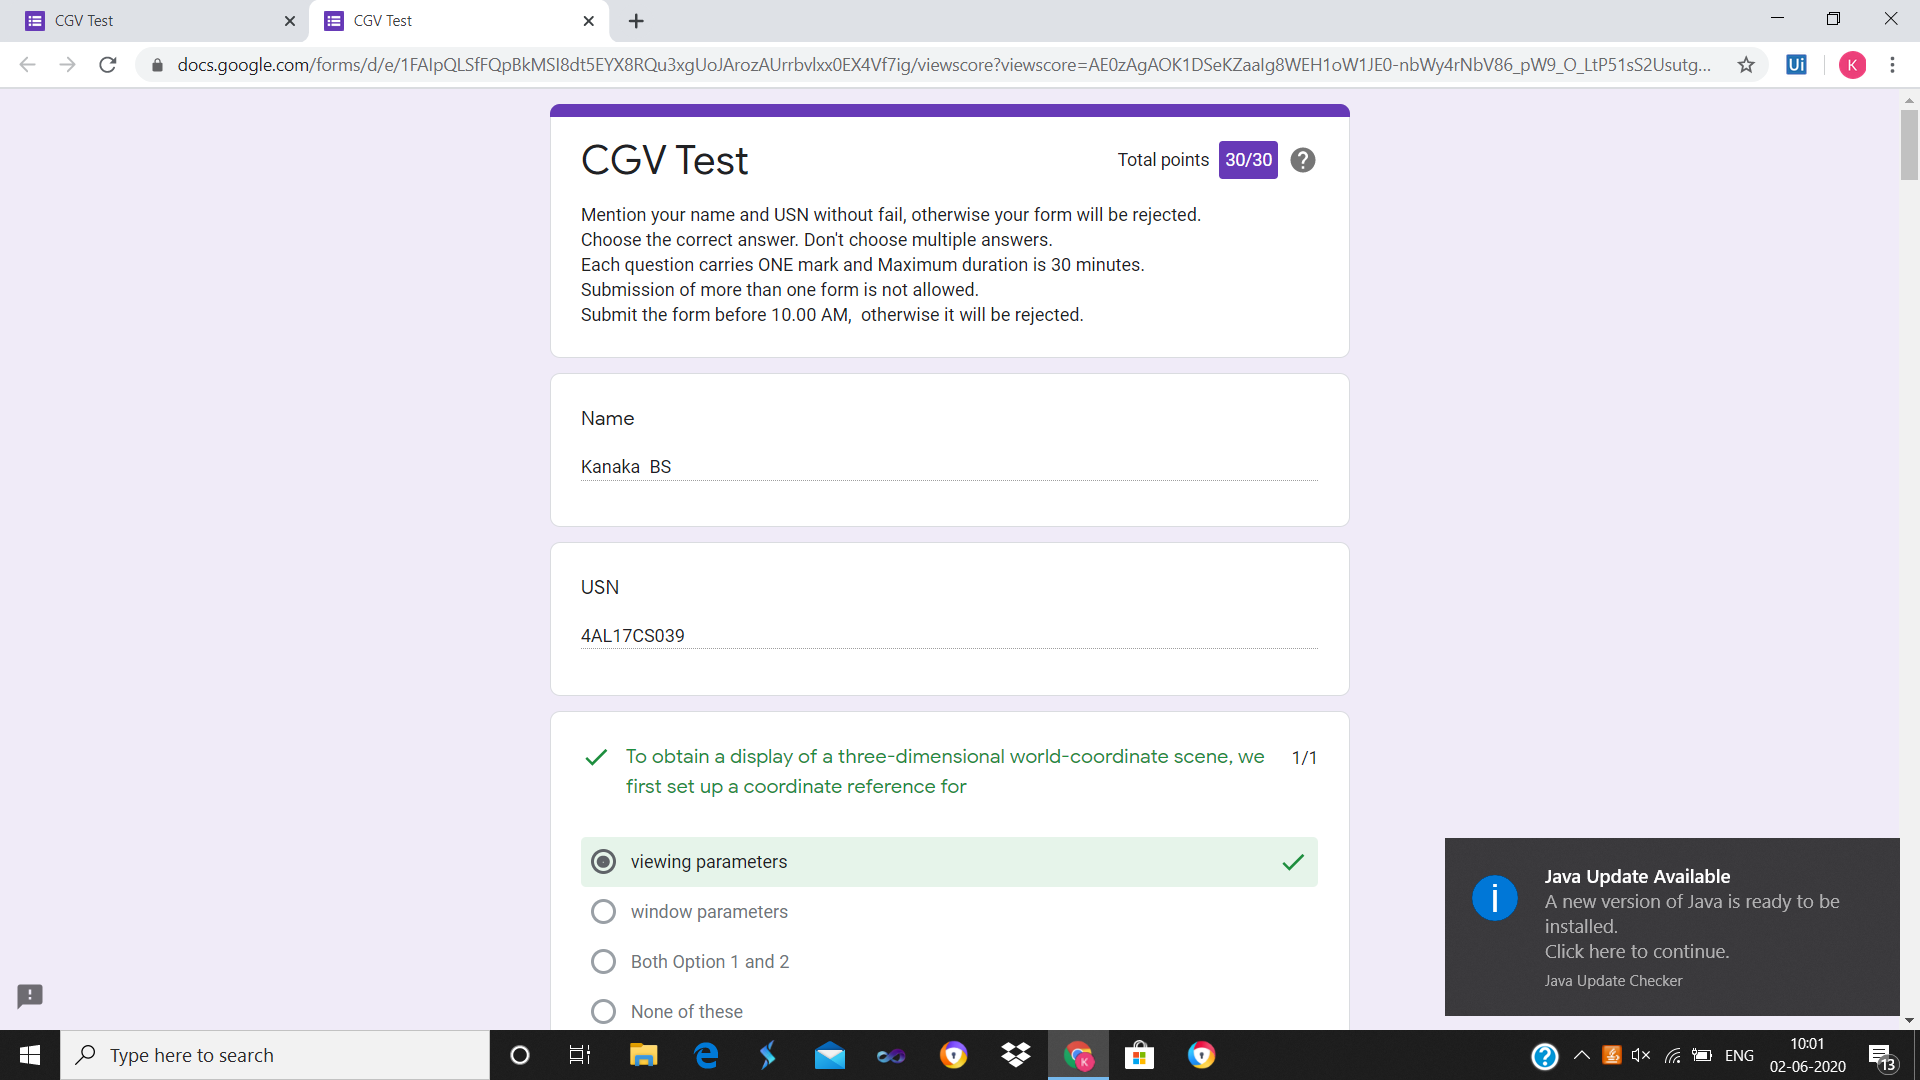 CGV Test
CGV Test
docs.google.com/forms/d/e/1FAIpQLSfFQpBkMSI8dt5EYX8RQu3xgUoJArozAUrrbvlxx0EX4Vf7ig/viewscore?viewscore=AE0zAgAOK1DSeKZaaIg8WEH1oW1JE0-nbWy4rNbV86_pW9_O_LtP51sS2Usutg...
Ui
K
CGV Test
Total points 30/30
Mention your name and USN without fail, otherwise your form will be rejected.
Choose the correct answer. Don't choose multiple answers.
Each question carries ONE mark and Maximum duration is 30 minutes.
Submission of more than one form is not allowed.
Submit the form before 10.00 AM,  otherwise it will be rejected.
Name
Kanaka  BS
USN
4AL17CS039
To obtain a display of a three-dimensional world-coordinate scene, we 1/1
first set up a coordinate reference for
viewing parameters
window parameters
Both Option 1 and 2
None of these
Java Update Available
A new version of Java is ready to be
installed.
Click here to continue.
Java Update Checker
Type here to search
K
ENG
10:01
02-06-2020
13